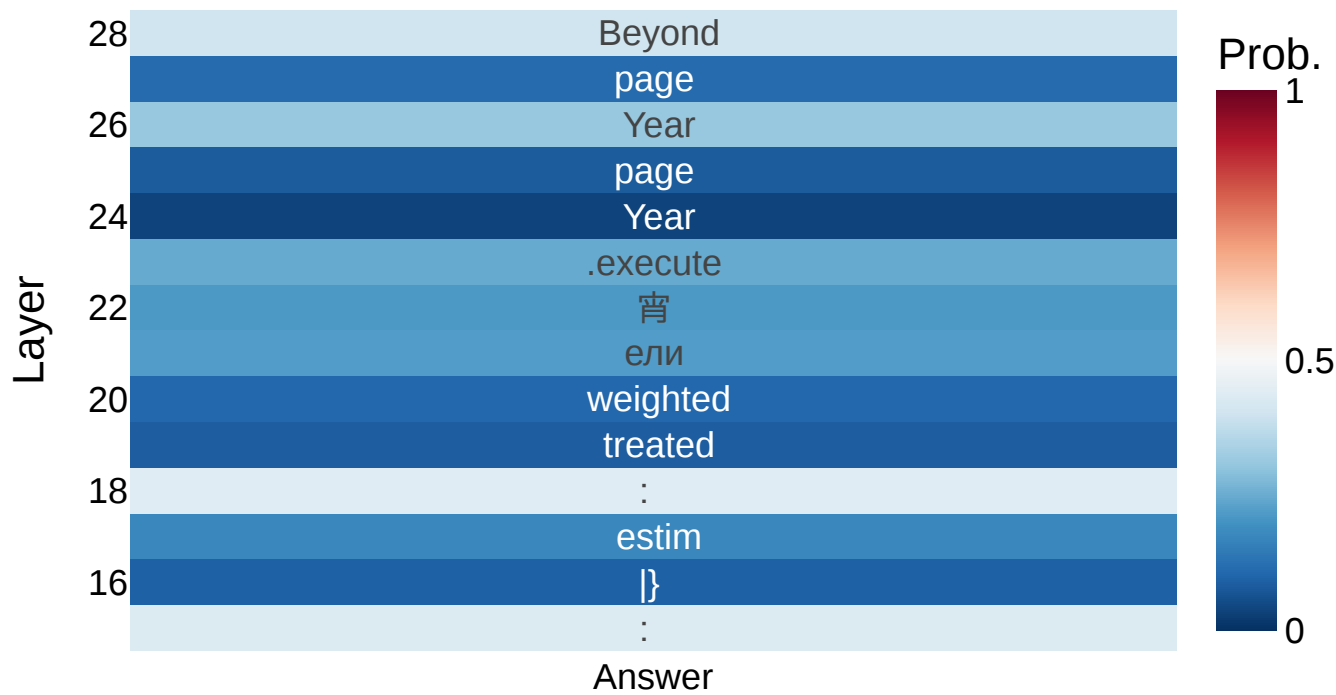 28 Beyond
Prob.
page
1
26 Year
page
24 Year
.execute
22 宵
ели
0.5
Layer
20 weighted
treated
18 :
estim
16 |}
:
0
Answer